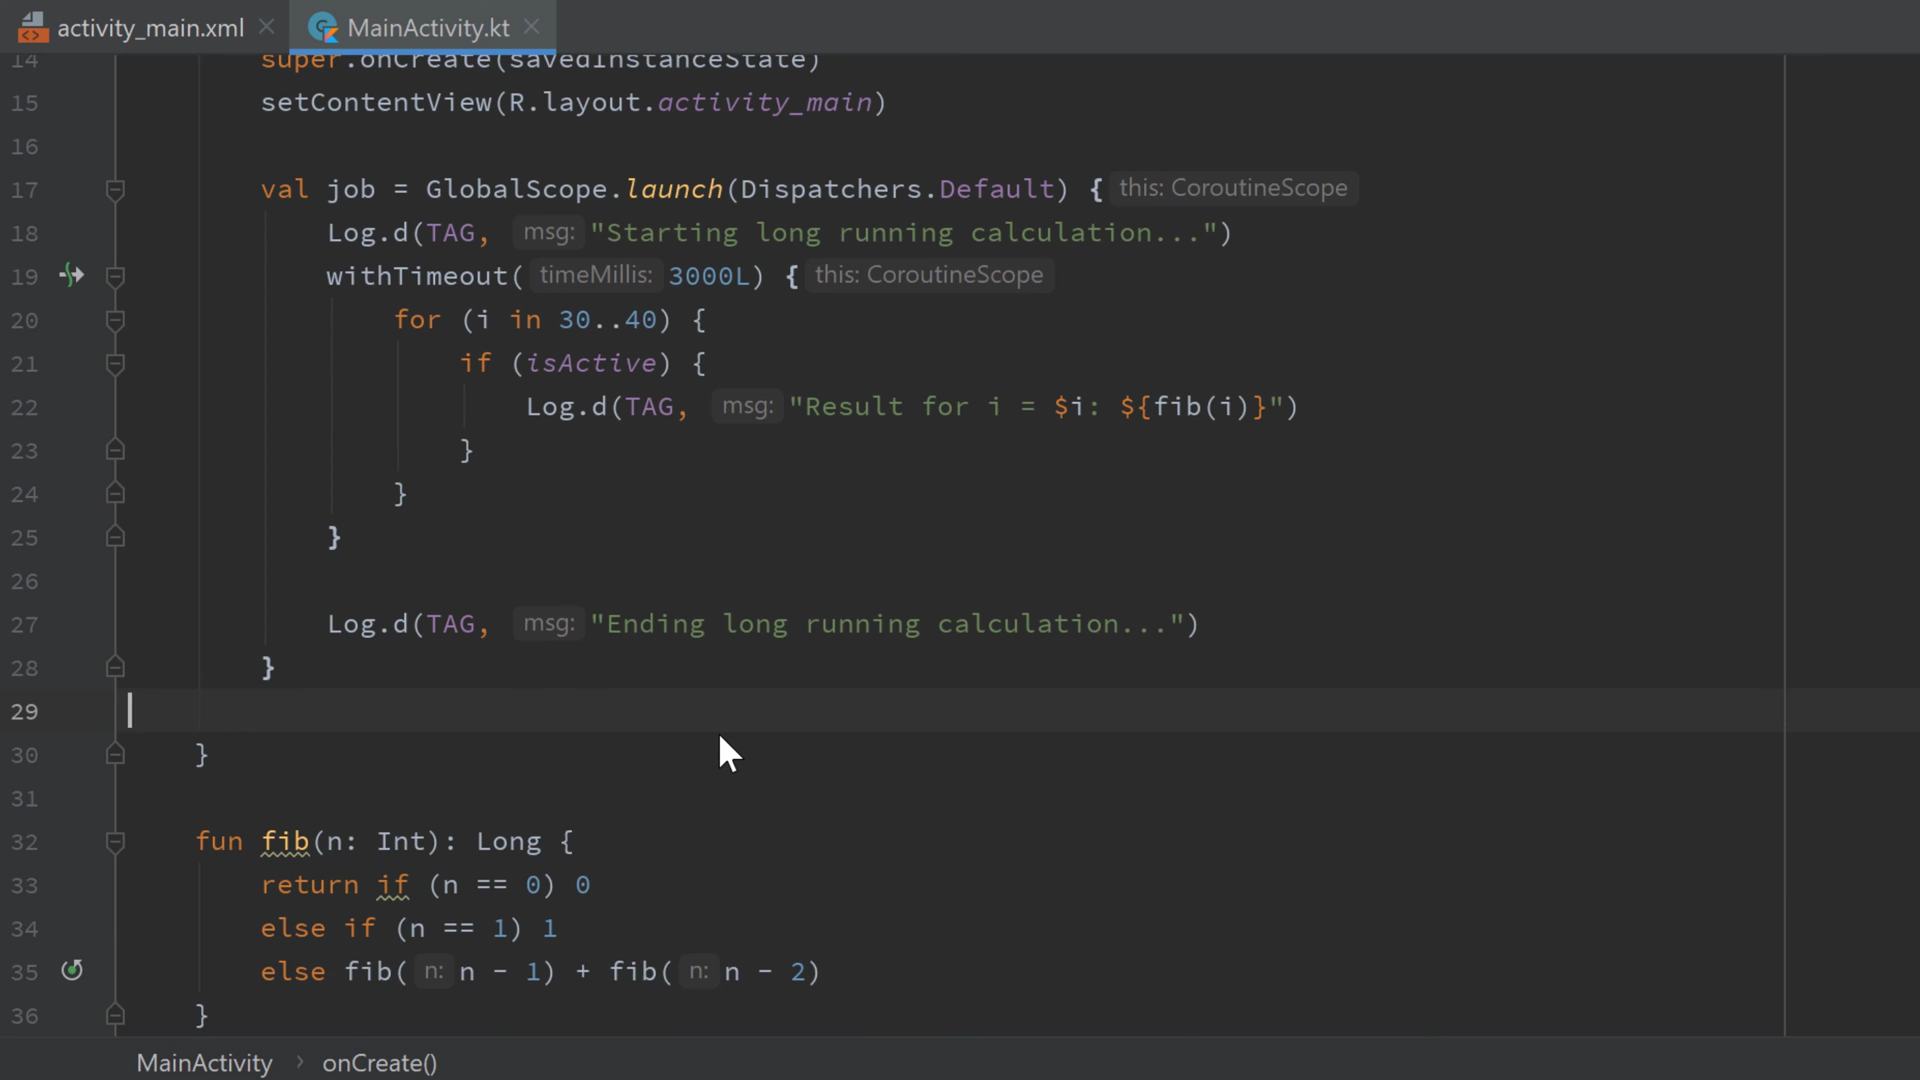 activity_main.xml MainActivity.kt
14 super.onCreate(savedInstanceState)
15 setContentView(R.layout.activity_main)
16
17 val job = GlobalScope.launch(Dispatchers.Default) { this: CoroutineScope
18 Log.d(TAG, msg: "Starting long running calculation...")
19 withTimeout( timeMillis: 3000L) { this: CoroutineScope
20 for (i in 30..40) {
21 if (isActive) {
22 Log.d(TAG, msg: "Result for i = $i: ${fib(i)}")
23 }
24 }
25 }
26
27 Log.d(TAG, msg: "Ending long running calculation...")
28 }
29
30 }
31
32 fun fib(n: Int): Long {
33 return if (n == 0) 0
34 else if (n == 1) 1
35 else fib( n: n - 1) + fib( n: n - 2)
36 }
MainActivity › onCreate()